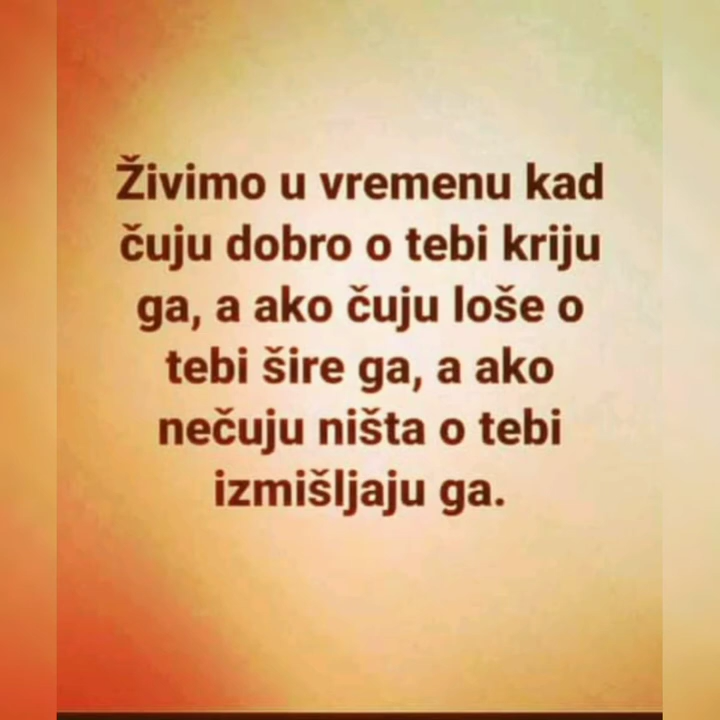 Živimo u vremenu kad
čuju dobro o tebi kriju
ga, a ako čuju loše o
tebi šire ga, a ako
nečuju ništa o tebi
izmišljaju ga.